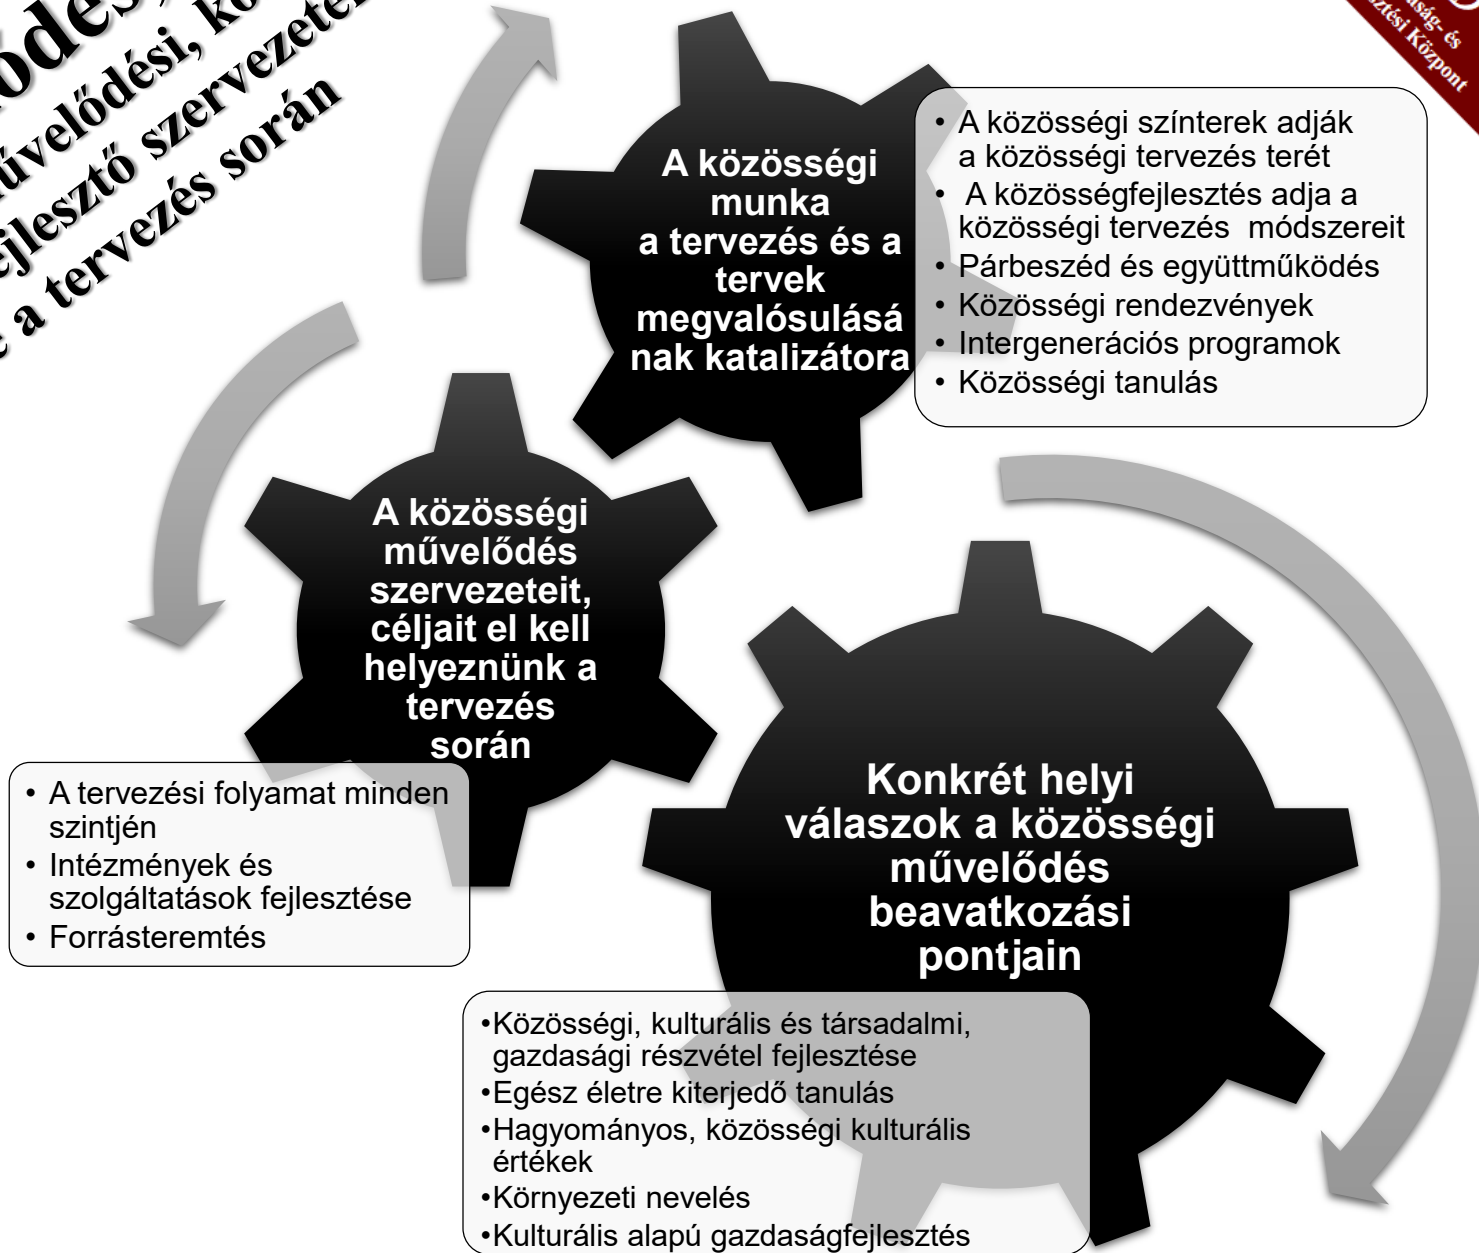 a tervezés során
A közösségi
munka
a tervezés és a
tervek
megvalósulásá
nak katalizátora
• A közösségi színterek adják
a közösségi tervezés terét
• A közösségfejlesztés adja a
közösségi tervezés módszereit
• Párbeszéd és együttműködés
• Közösségi rendezvények
• Intergenerációs programok
• Közösségi tanulás
A közösségi
művelődés
szervezeteit,
céljait el kell
helyeznünk a
tervezés
során
• A tervezési folyamat minden
szintjén
• Intézmények és
szolgáltatások fejlesztése
• Forrásteremtés
Konkrét helyi
válaszok a közösségi
művelődés
beavatkozási
pontjain
•Közösségi, kulturális és társadalmi,
gazdasági részvétel fejlesztése
•Egész életre kiterjedő tanulás
•Hagyományos, közösségi kulturális
értékek
•Környezeti nevelés
•Kulturális alapú gazdaságfejlesztés